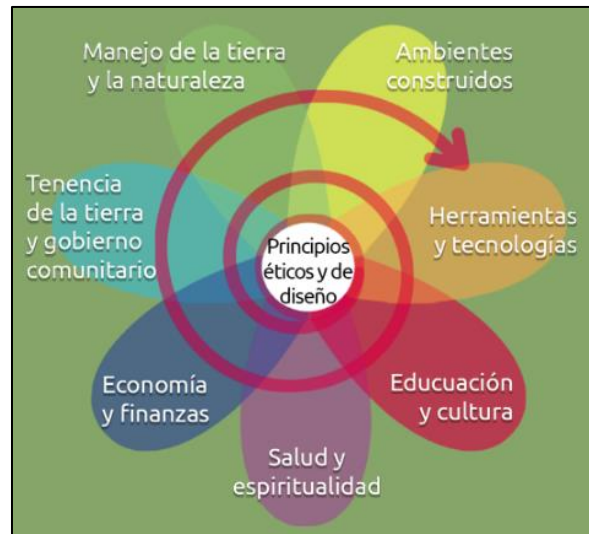 Manejo de la tierra
y la naturaleza
Ambientes
construidos
Tenencia
de la tierra
y gobierno
comunitario
Principios
éticos y de
diseño
Herramientas
y tecnologías
Economía
y finanzas
Educuación
y cultura
Salud y
espiritualidad